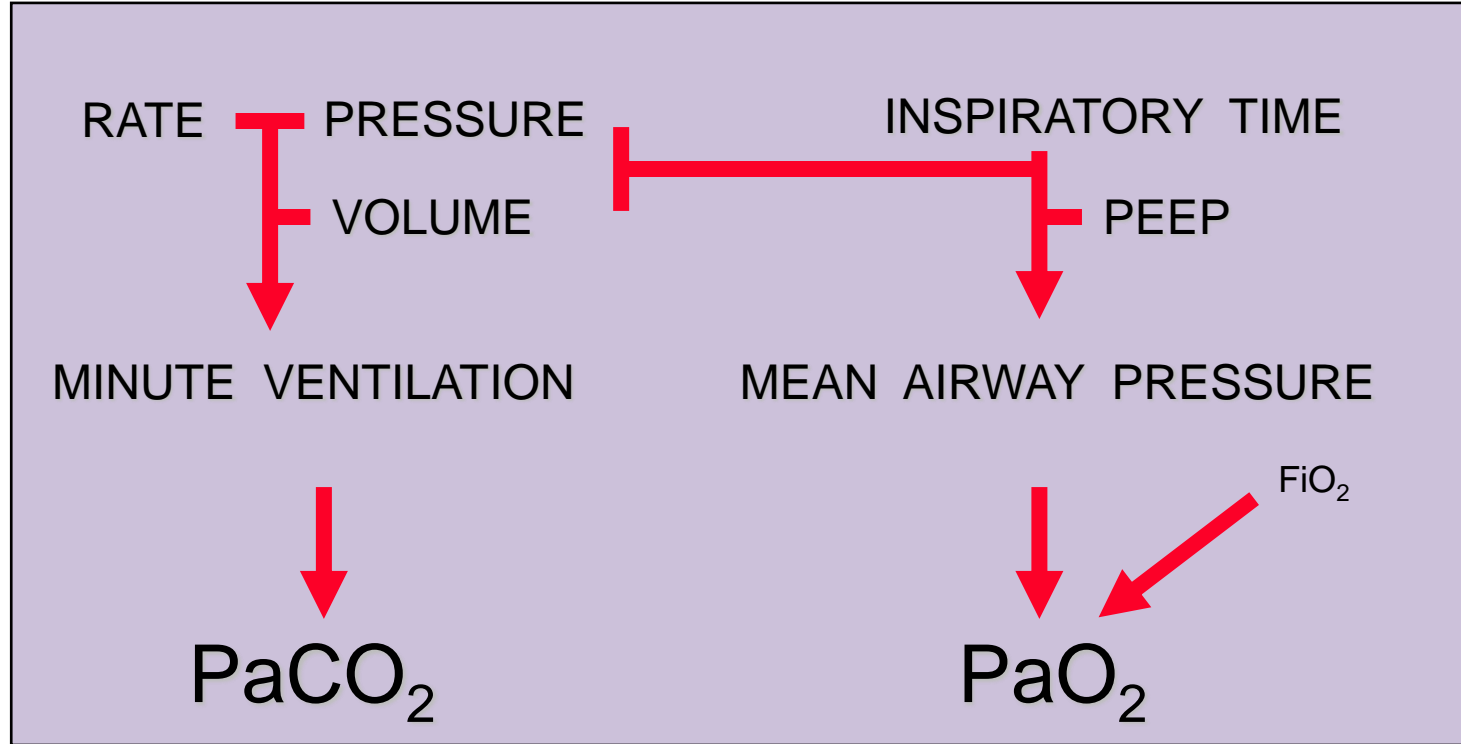 RATE PRESSURE INSPIRATORY TIME
VOLUME PEEP
MINUTE VENTILATION MEAN AIRWAY PRESSURE
FiO₂
PaCO₂ PaO₂